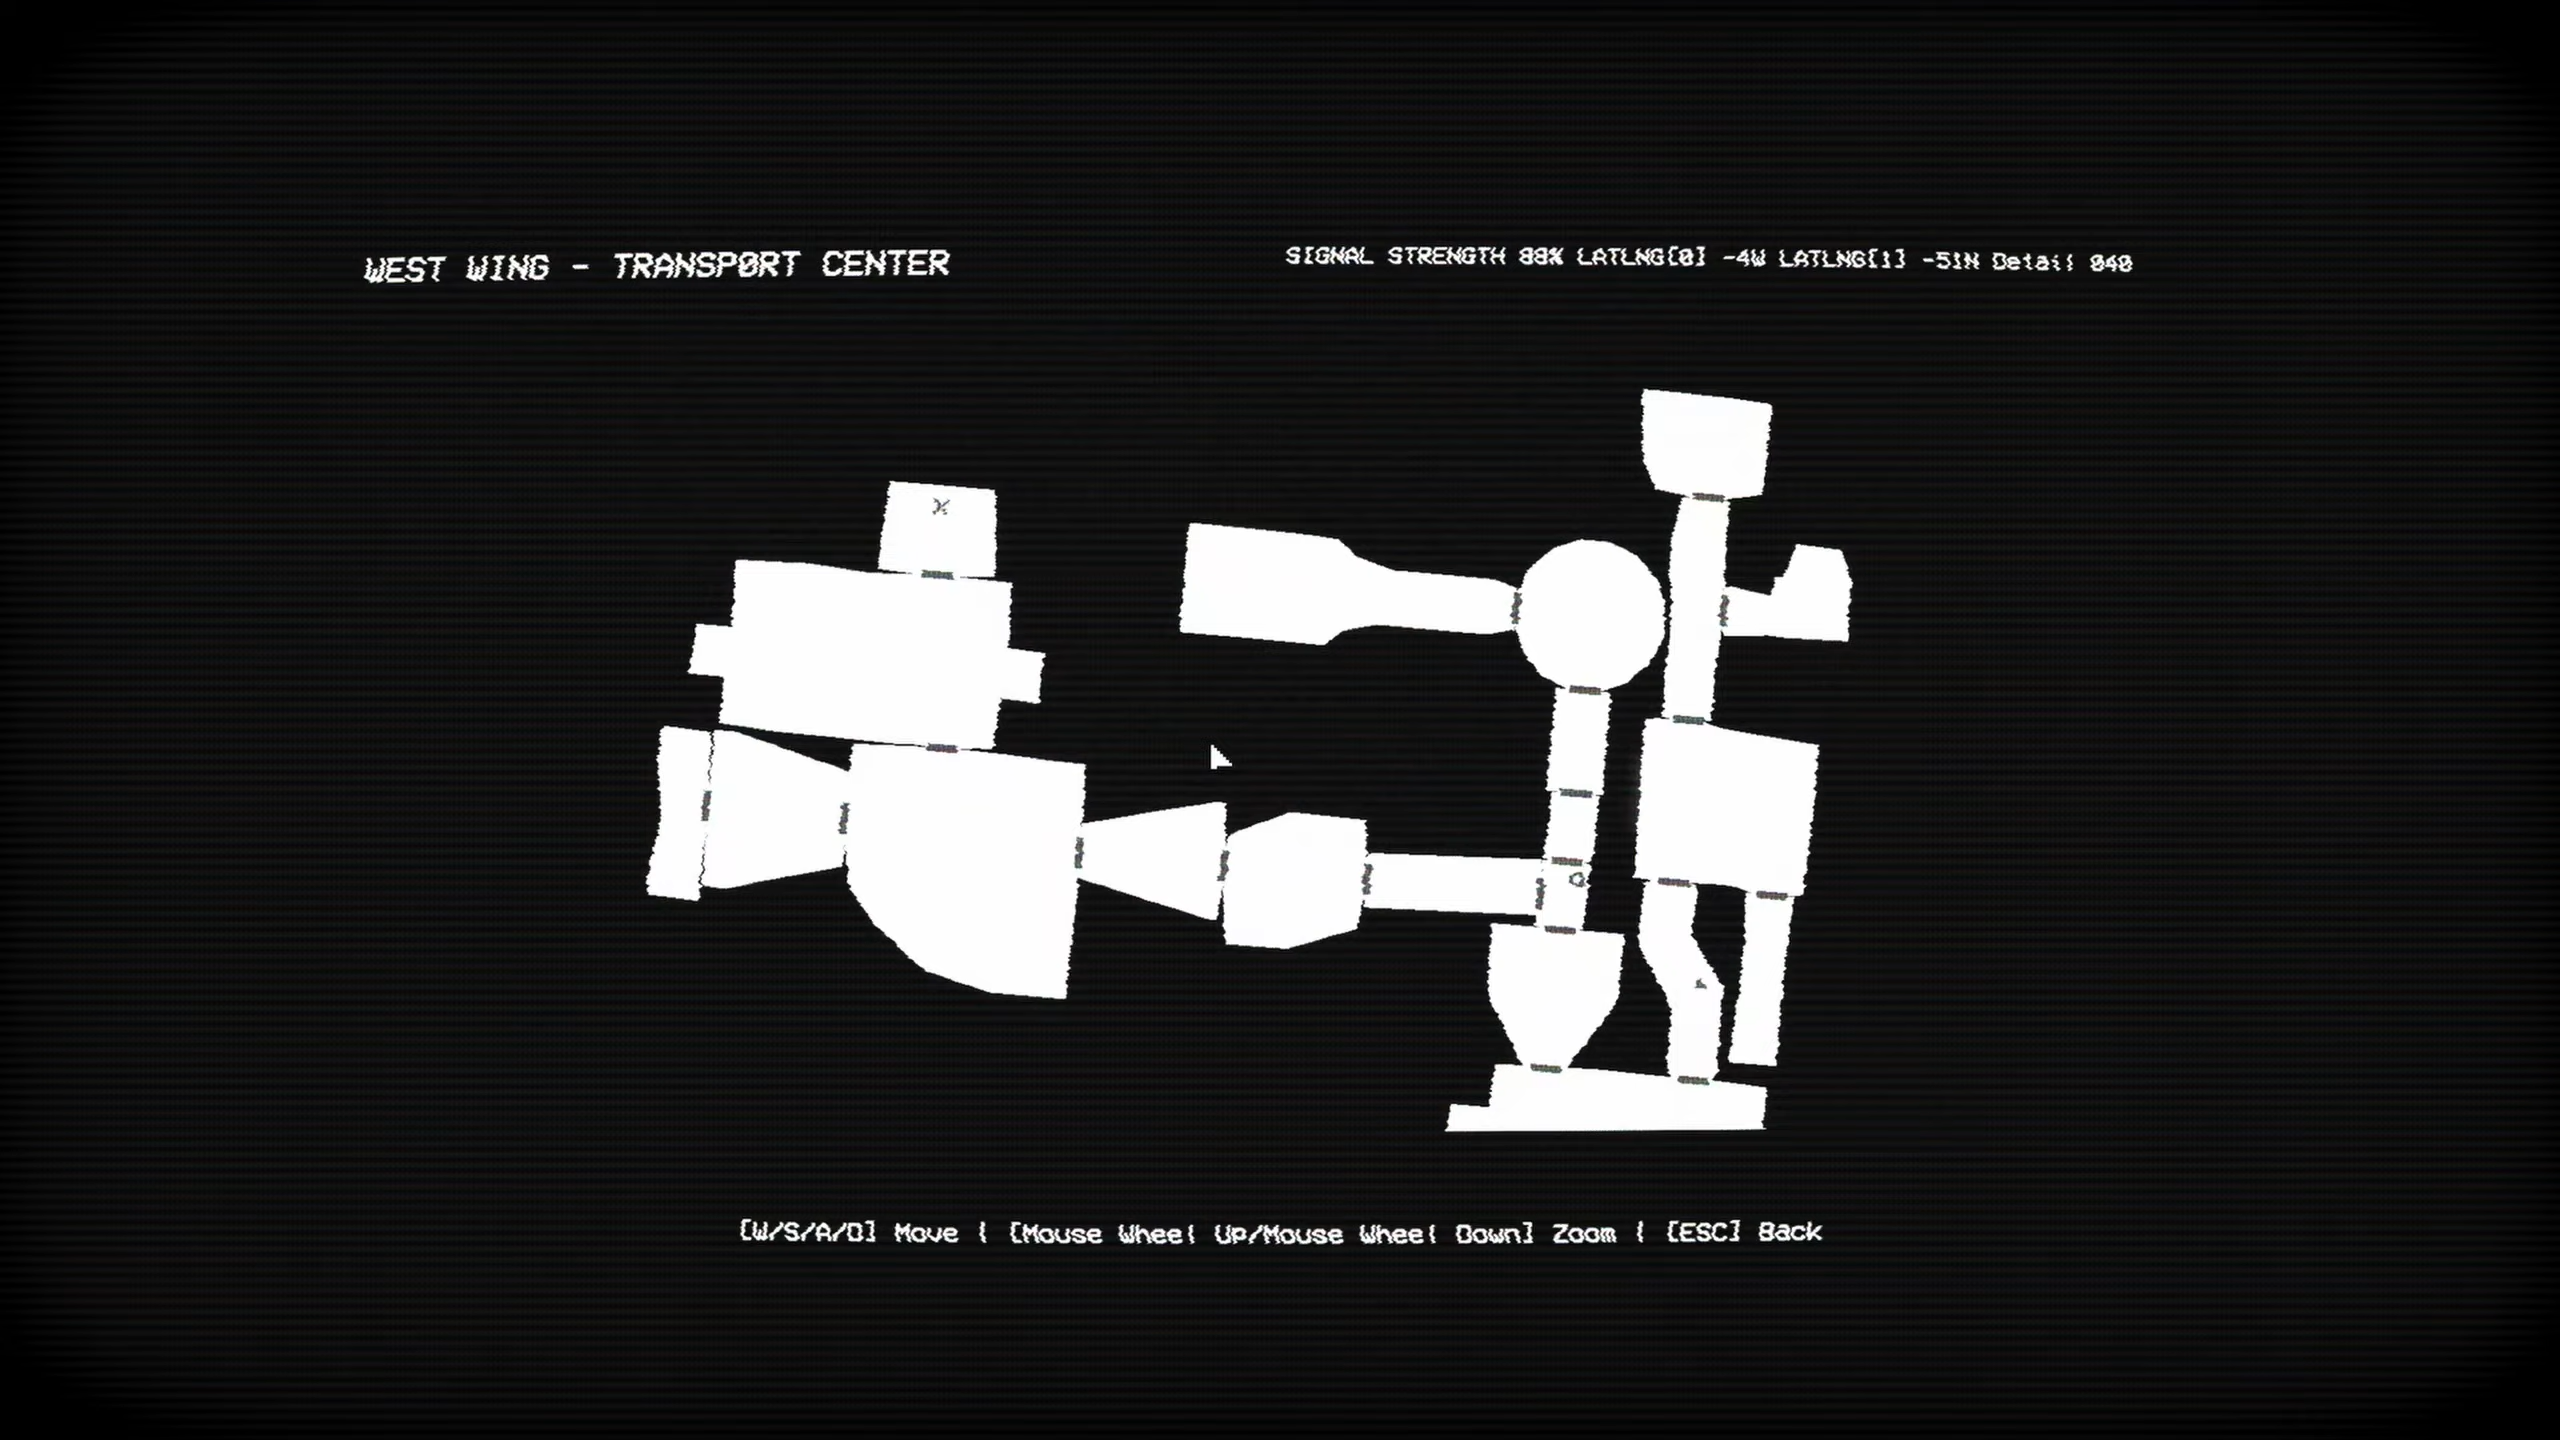 WEST WING - TRANSPORT CENTER
SIGNAL STRENGTH 88% LATLNG[0] -4W LATLNG[1] -51N Detail 040
X
O
[W/S/A/D] Move | [Mouse Wheel Up/Mouse Wheel Down] Zoom | [ESC] Back